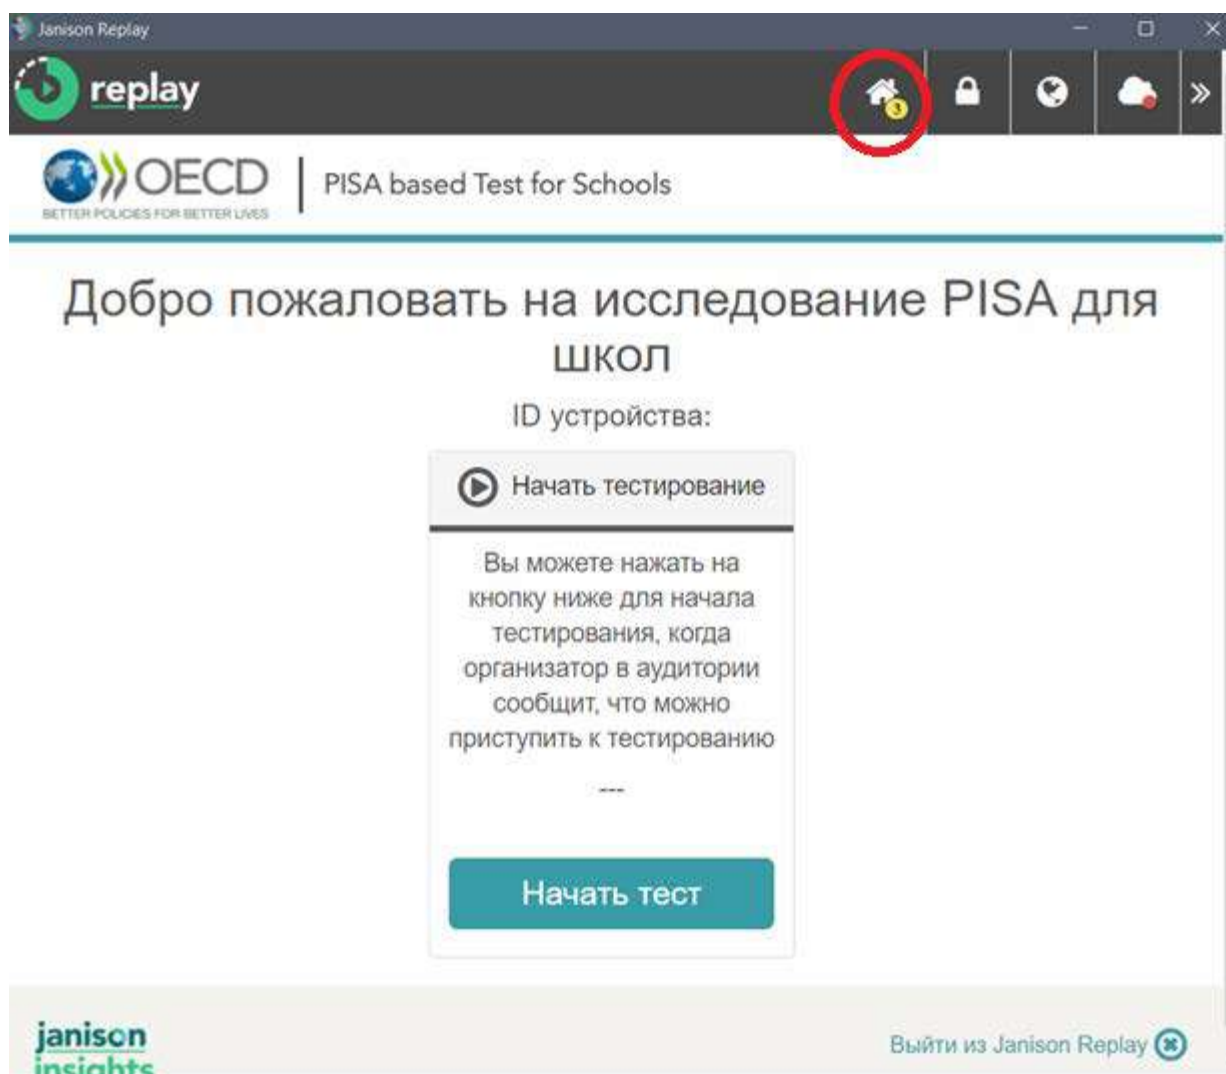 Janison Replay
replay
3
OECD
BETTER POLICIES FOR BETTER LIVES
PISA based Test for Schools
Добро пожаловать на исследование PISA для
школ
ID устройства:
Начать тестирование
Вы можете нажать на
кнопку ниже для начала
тестирования, когда
организатор в аудитории
сообщит, что можно
приступить к тестированию
---
Начать тест
janison
insights
Выйти из Janison Replay